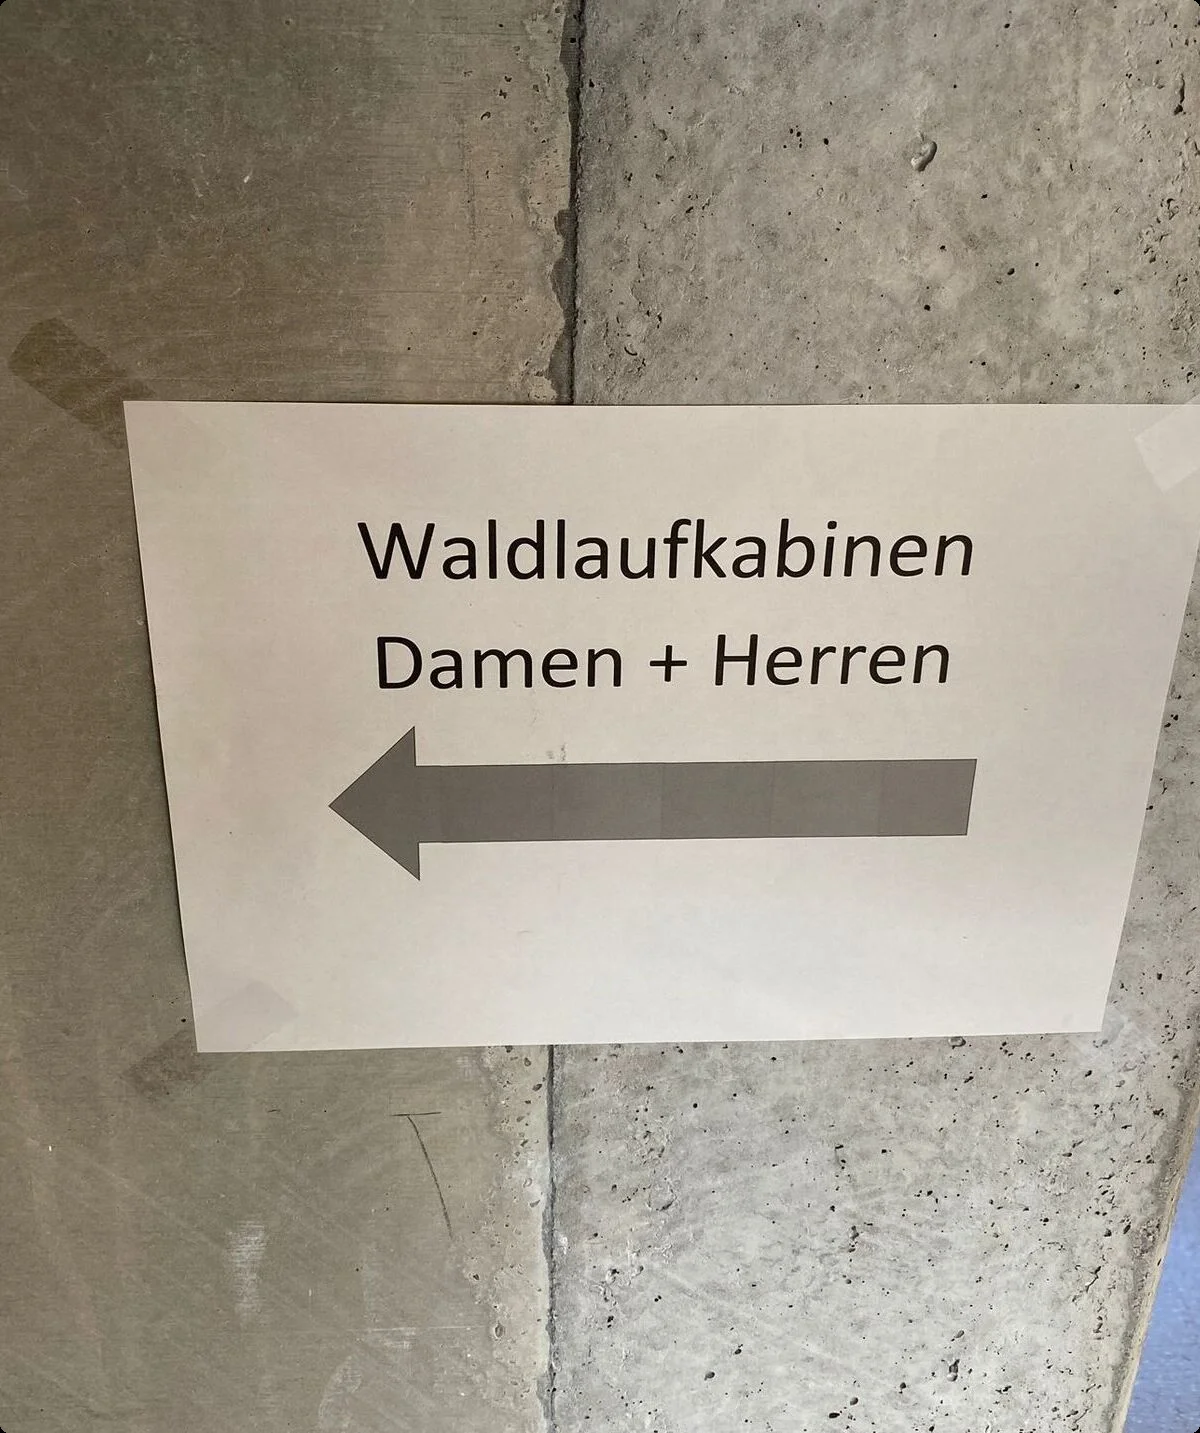 Waldlaufkabinen
Damen + Herren